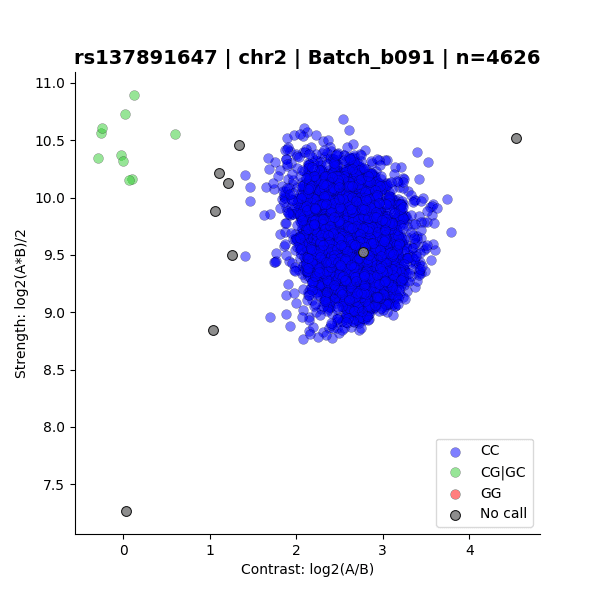 rs137891647 | chr2 | Batch_b091 | n=4626
Strength: log2(A*B)/2
11.0
10.5
10.0
9.5
9.0
8.5
8.0
7.5
CC
CG|GC
GG
No call
0 1 2 3 4
Contrast: log2(A/B)